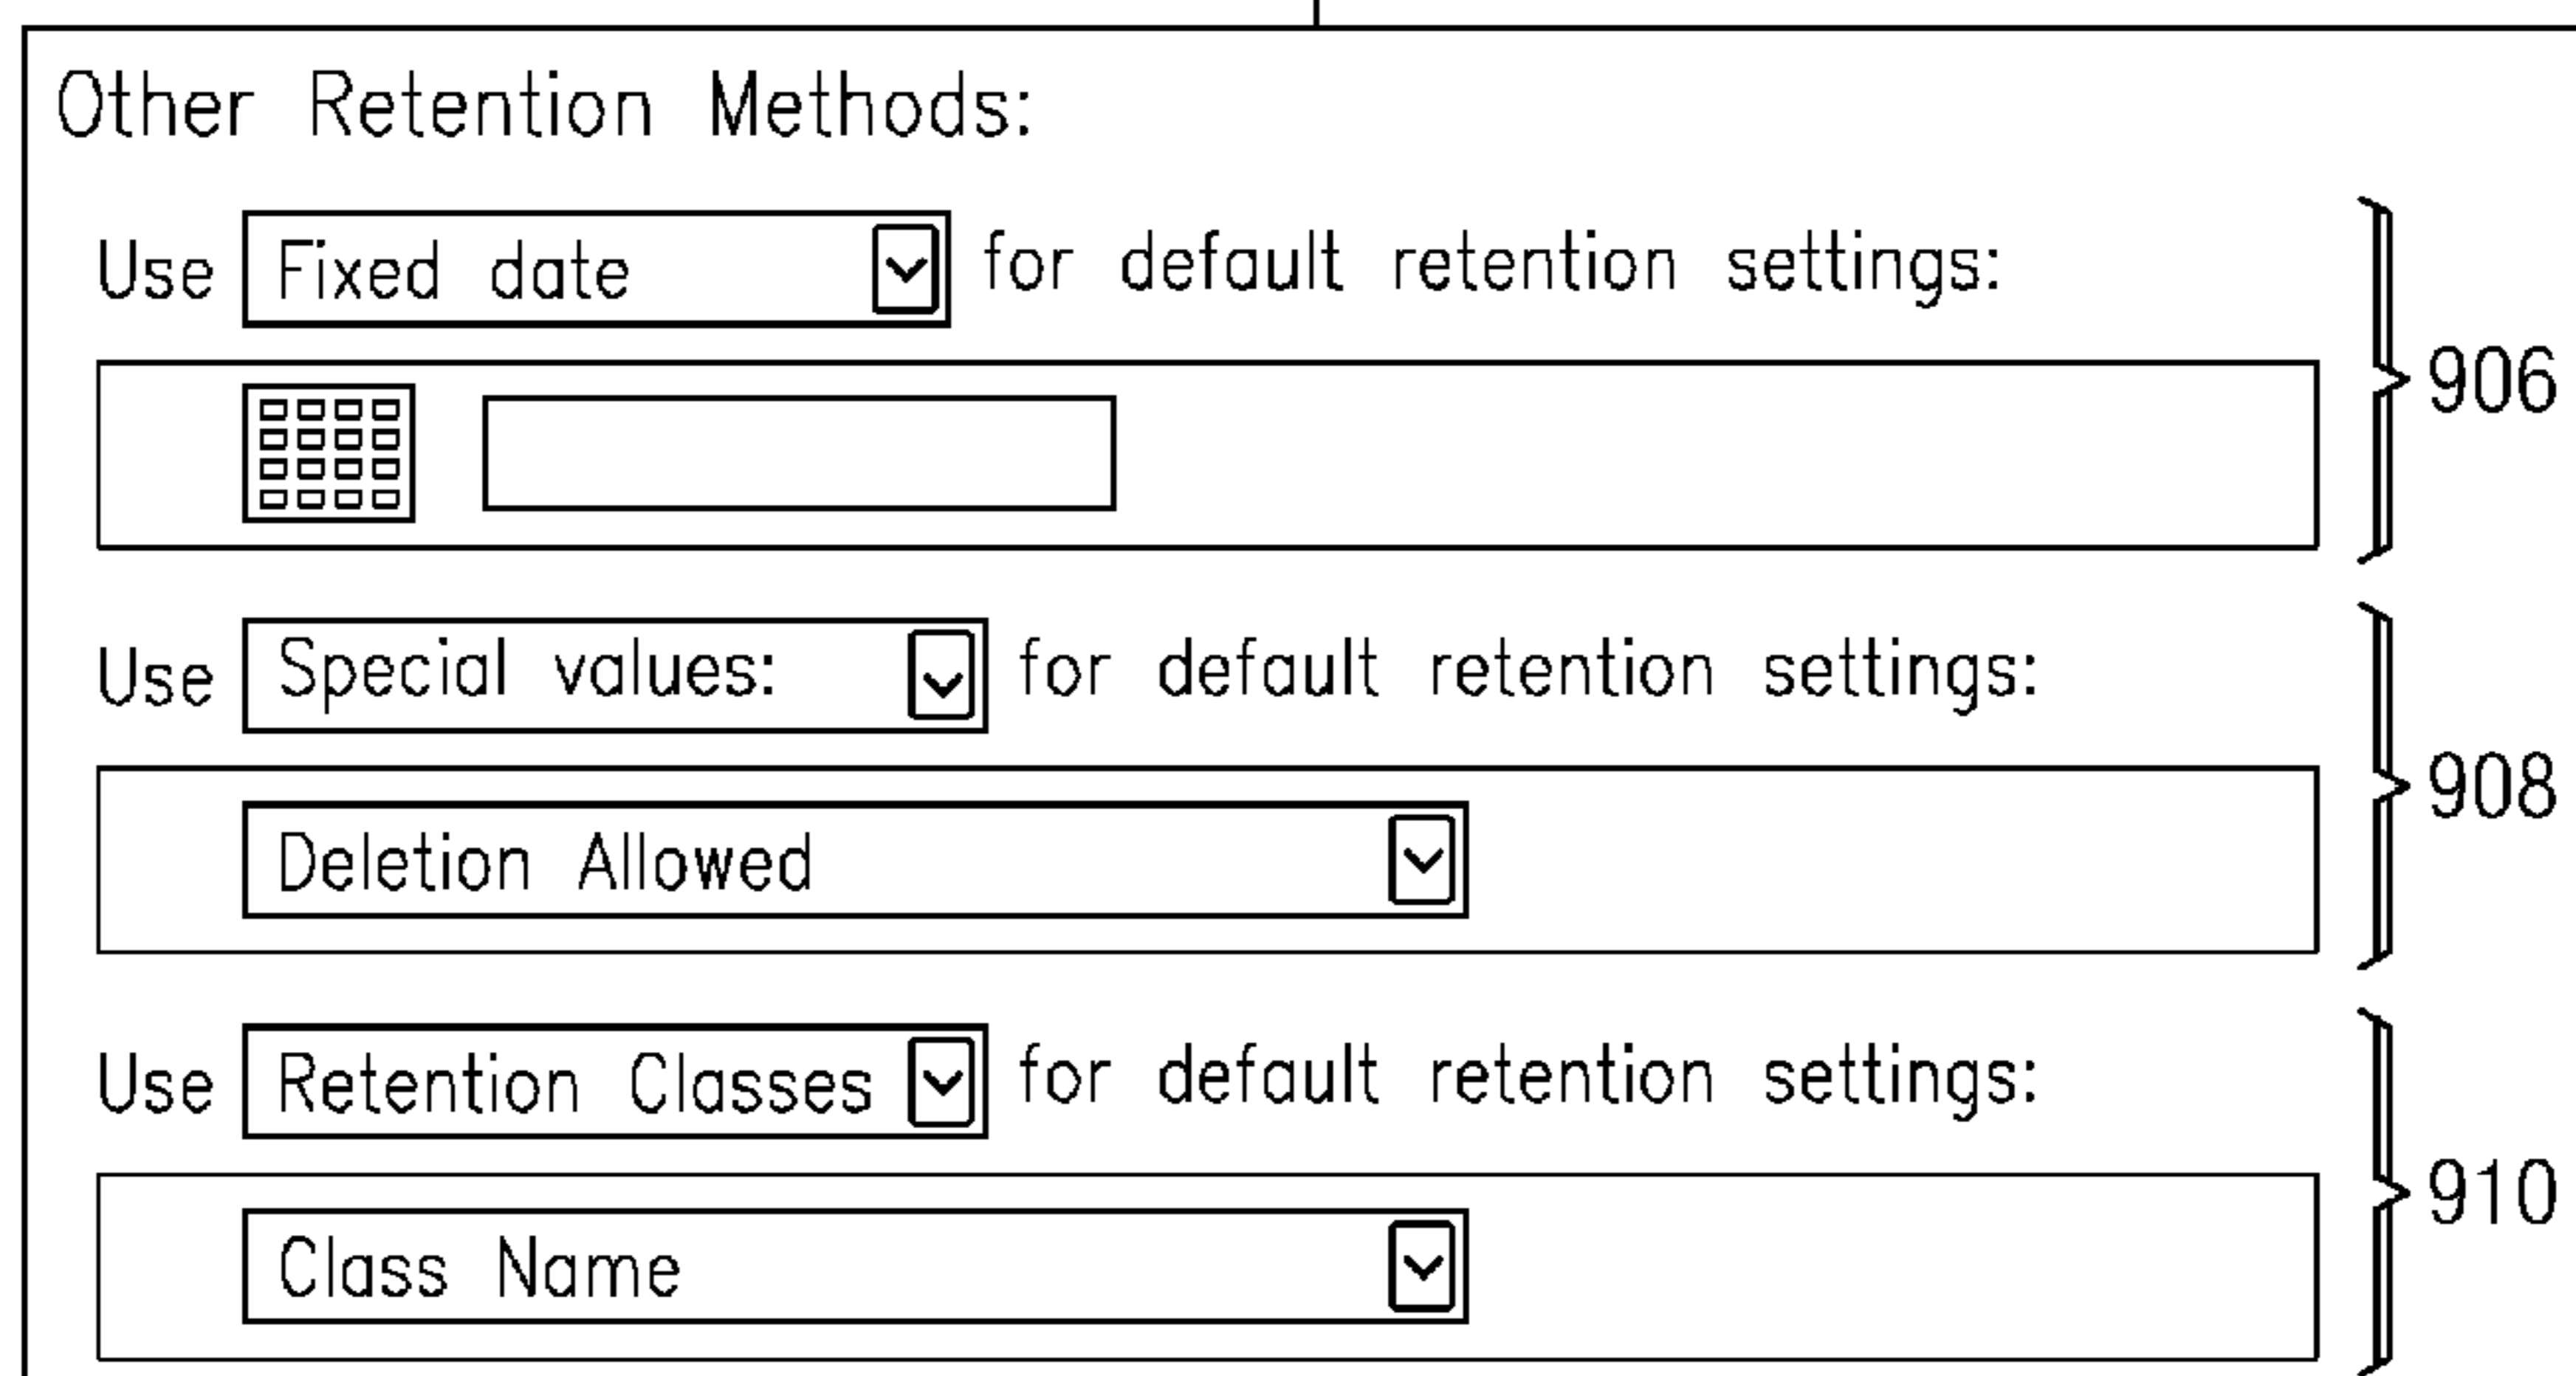 Other Retention Methods:
Use Fixed date for default retention settings:
906
Use Special values: for default retention settings:
908
Deletion Allowed
Use Retention Classes for default retention settings:
910
Class Name